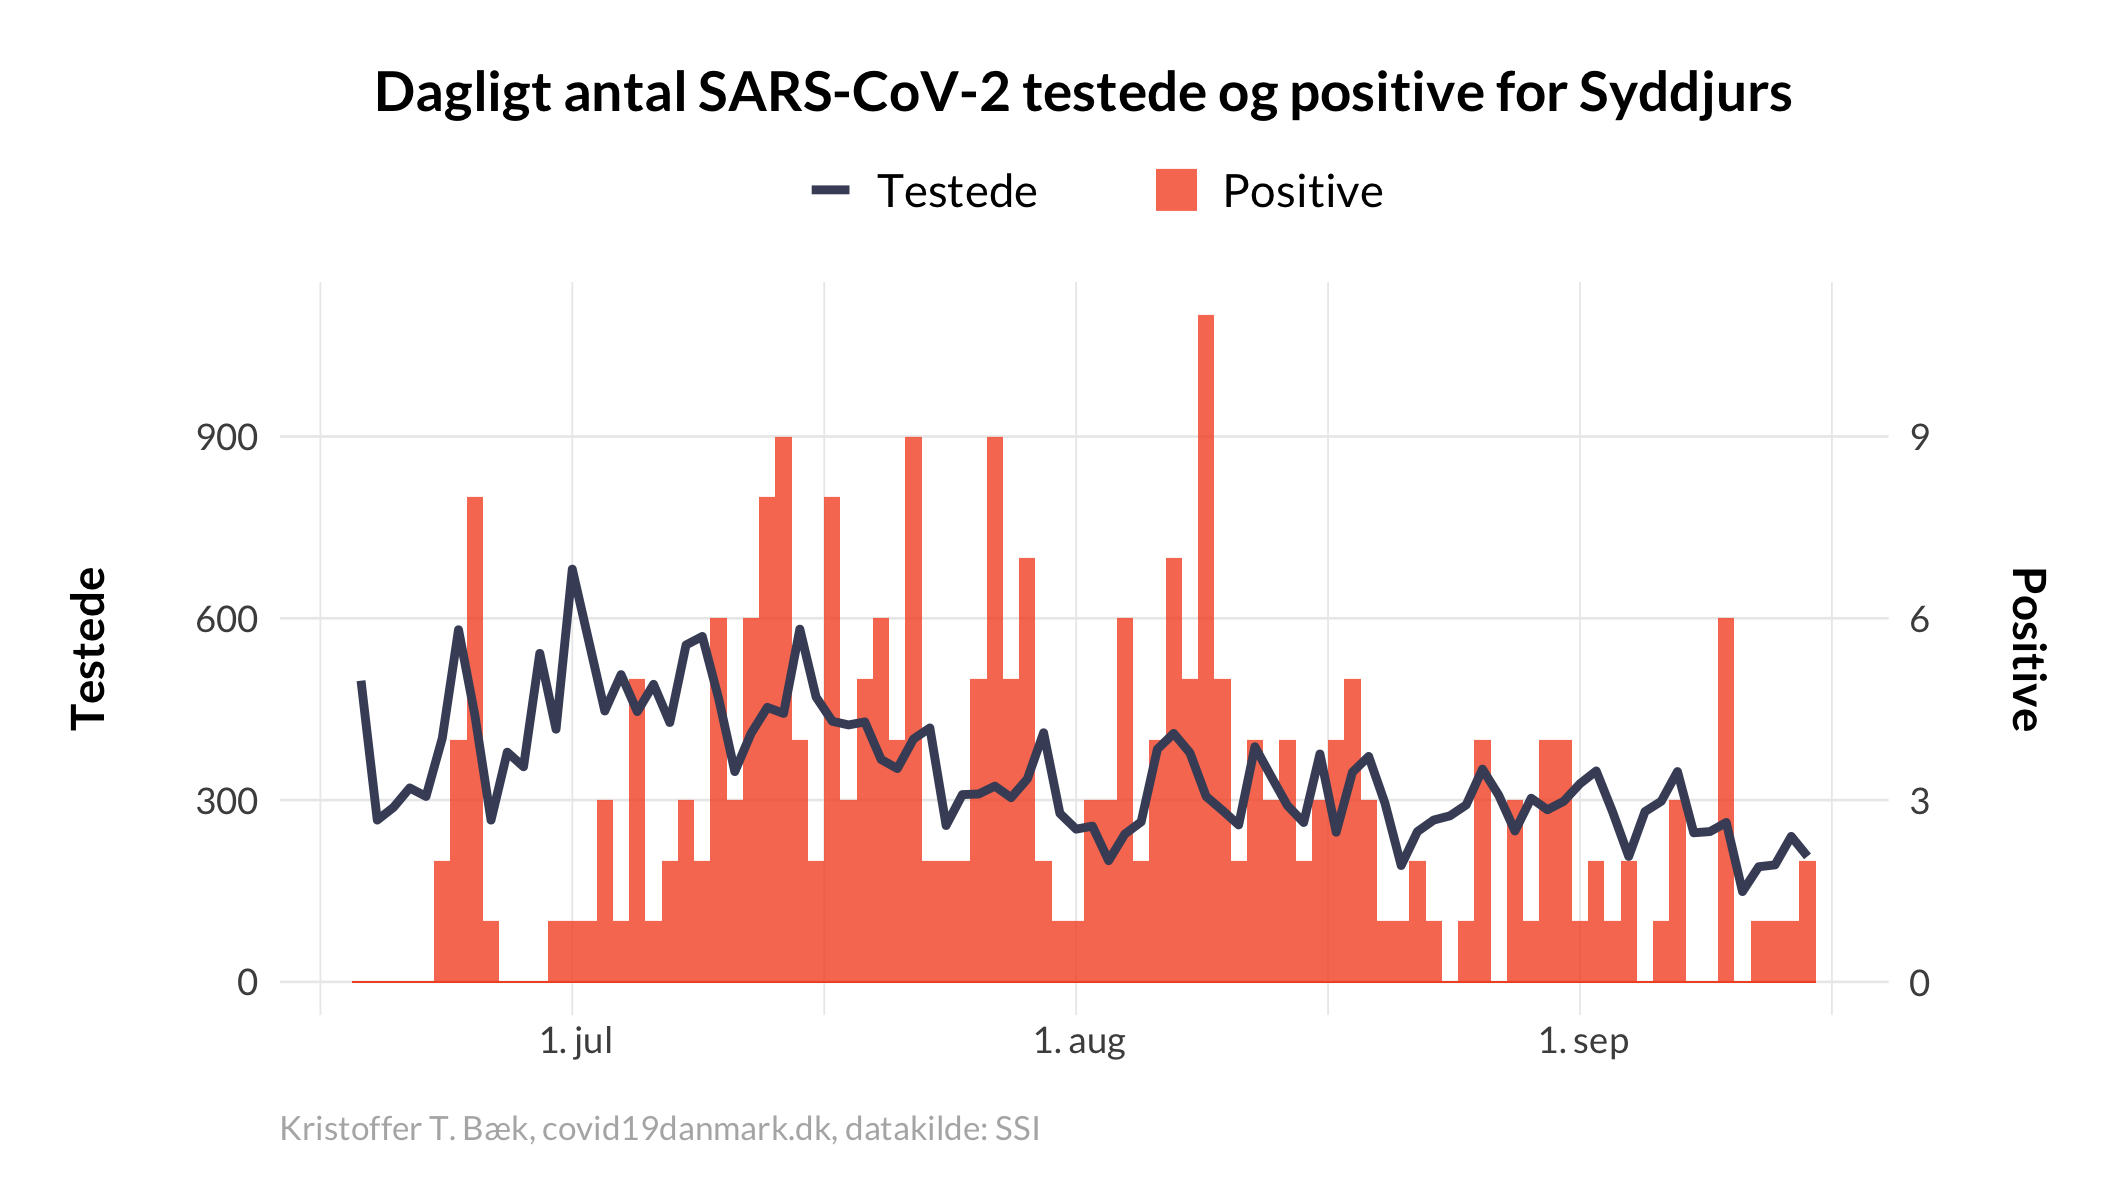 Dagligt antal SARS-CoV-2 testede og positive for Syddjurs
Testede
Positive
Testede
900
600
300
0
9
6
3
0
Positive
1. jul
1. aug
1. sep
Kristoffer T. Bæk, covid19danmark.dk, datakilde: SSI